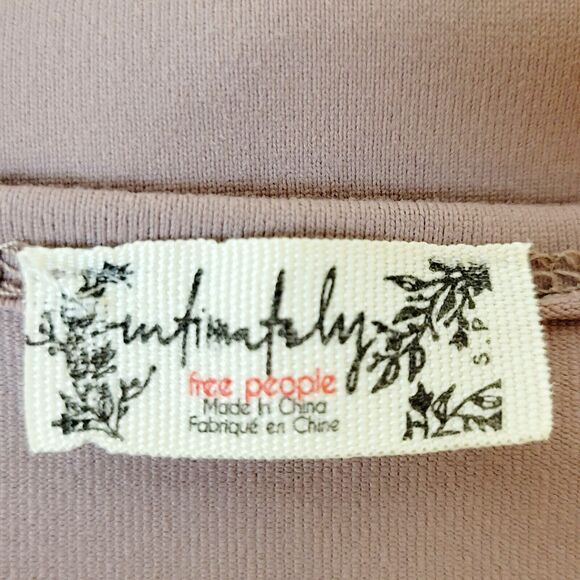 intimately
free people
Made in China
Fabriqué en Chine
S.P